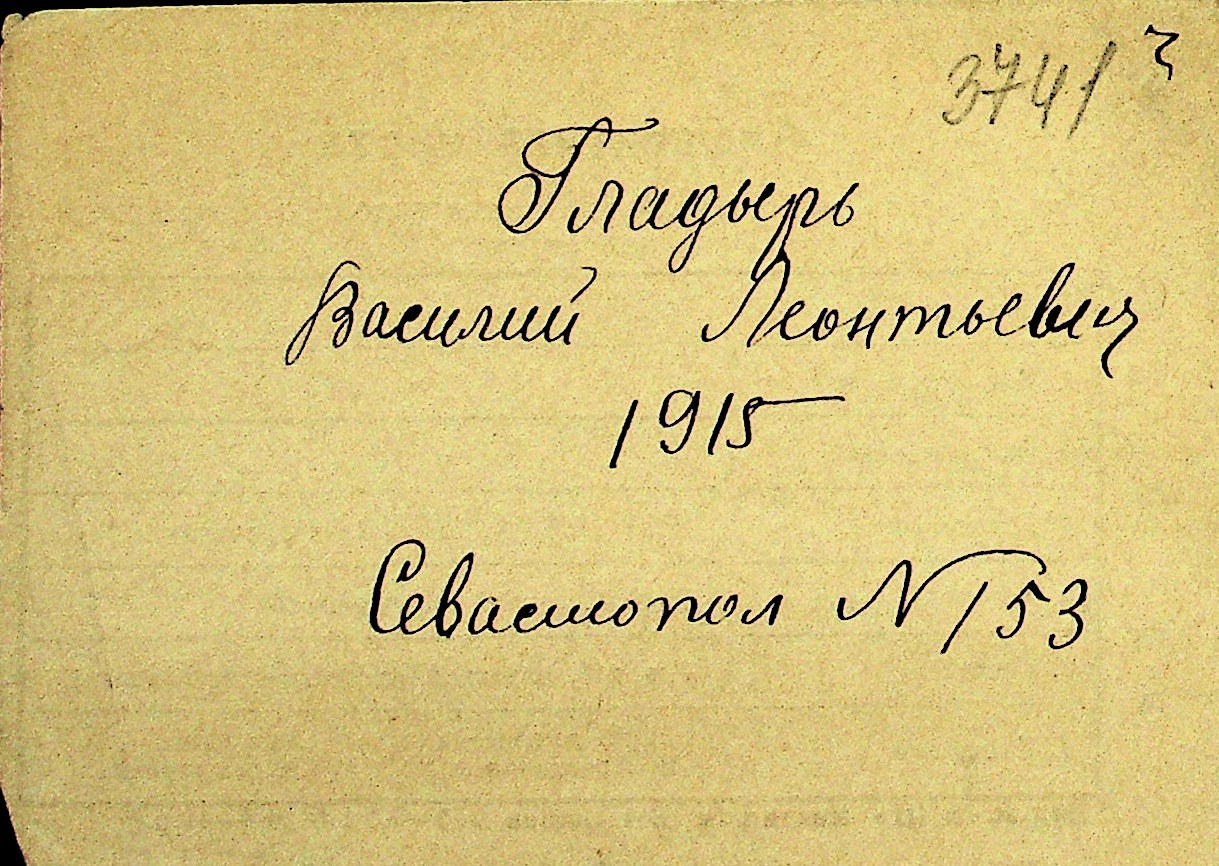 3741
Гладырь
Василий Леонтьевич
1915
Севастопол N 153